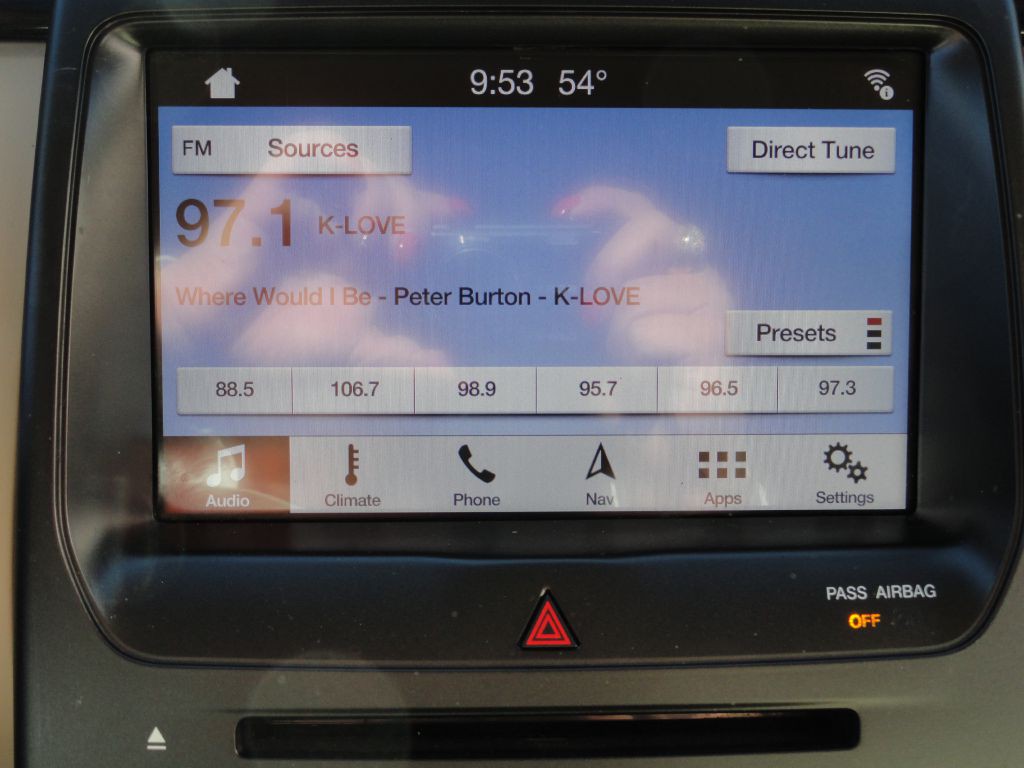 9:53 54°
FM Sources Direct Tune
97.1 K-LOVE
Where Would I Be - Peter Burton - K-LOVE
Presets
88.5 106.7 98.9 95.7 96.5 97.3
Audio Climate Phone Nav Apps Settings
PASS AIRBAG
OFF